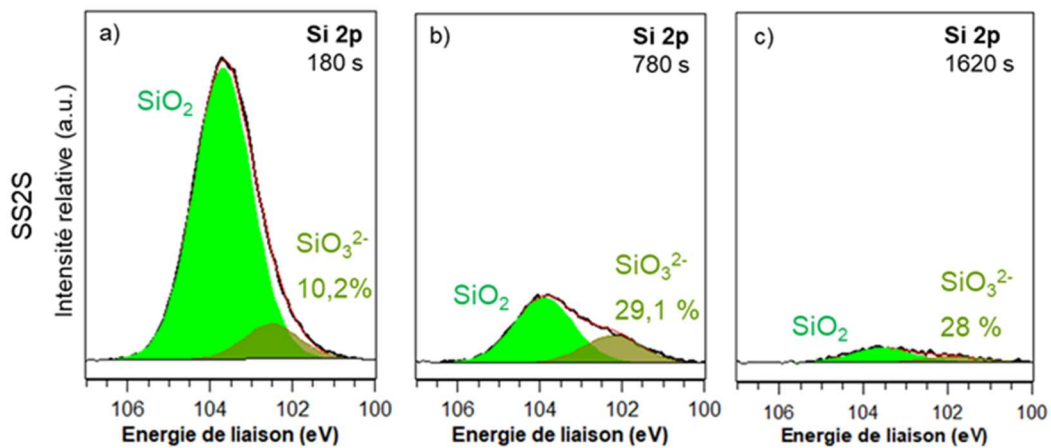 SS2S
Intensité relative (a.u.)
a)
Si 2p
180 s
SiO₂
SiO₃²⁻
10,2%
106 104 102 100
Energie de liaison (eV)
b)
Si 2p
780 s
SiO₂
SiO₃²⁻
29,1 %
106 104 102 100
Energie de liaison (eV)
c)
Si 2p
1620 s
SiO₂
SiO₃²⁻
28 %
106 104 102 100
Energie de liaison (eV)